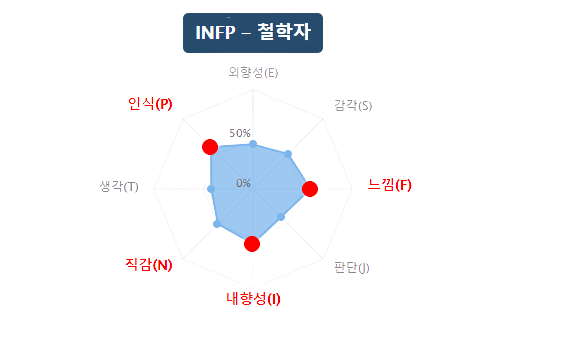 INFP – 철학자
외향성(E)
인식(P)
감각(S)
50%
생각(T)
0%
느낌(F)
직감(N)
판단(J)
내향성(I)